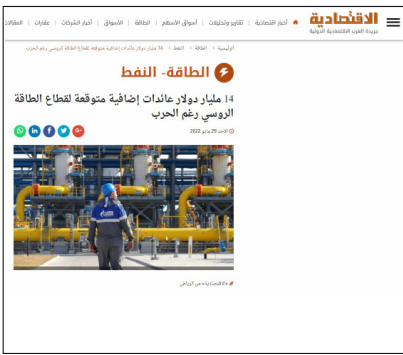 الاقتصادية
جريدة العرب الاقتصادية الدولية
أخبار اقتصادية | تقارير وتحليلات | أسواق الأسهم | الطاقة | الأسواق | أخبار الشركات | عقارات | المقالات
الرئيسية > الطاقة > النفط > 14 مليار دولار عائدات إضافية متوقعة لقطاع الطاقة الروسي رغم الحرب
الطاقة- النفط
14 مليار دولار عائدات إضافية متوقعة لقطاع الطاقة
الروسي رغم الحرب
الاحد 29 مايو 2022
«الاقتصادية» من الرياض